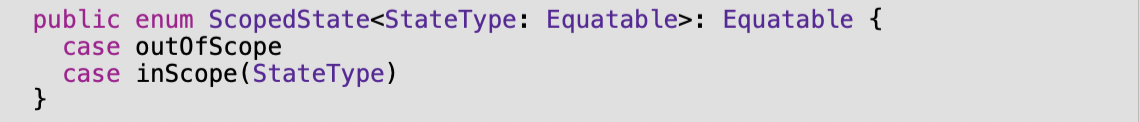 public enum ScopedState<StateType: Equatable>: Equatable {
  case outOfScope
  case inScope(StateType)
}